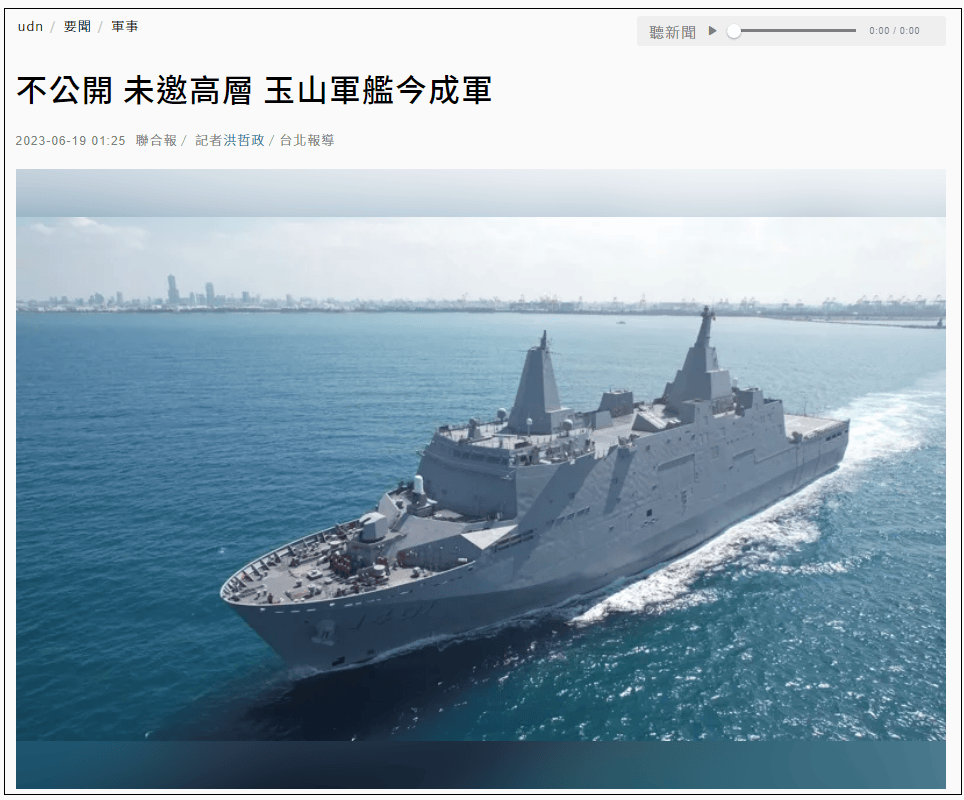 udn / 要聞 / 軍事
聽新聞 0:00 / 0:00
不公開 未邀高層 玉山軍艦今成軍
2023-06-19 01:25 聯合報 / 記者洪哲政 / 台北報導
1401